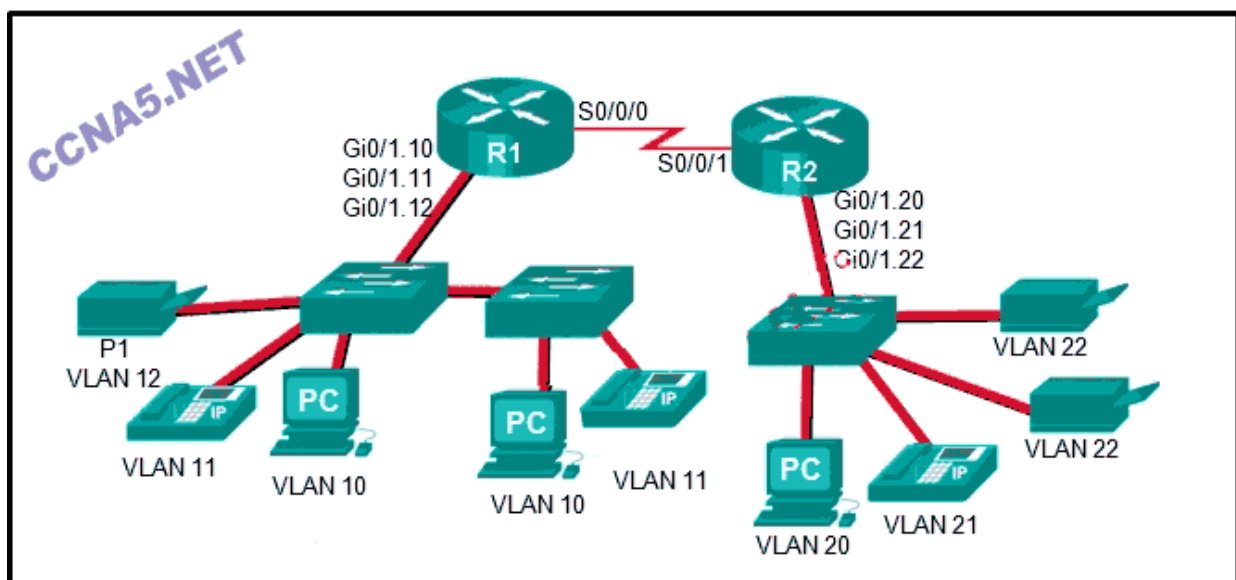 CCNA5.NET
S0/0/0
R1
S0/0/1
R2
Gi0/1.10
Gi0/1.11
Gi0/1.12
Gi0/1.20
Gi0/1.21
Gi0/1.22
P1
VLAN 12
IP
VLAN 11
PC
VLAN 10
PC
VLAN 10
IP
VLAN 11
PC
VLAN 20
IP
VLAN 21
VLAN 22
VLAN 22